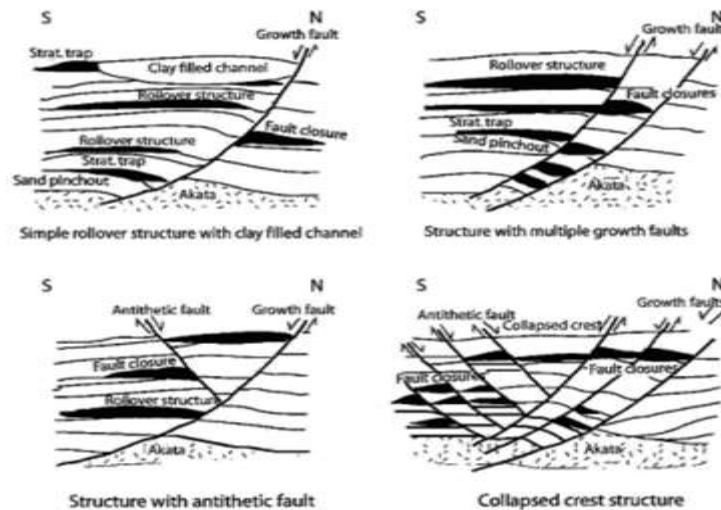 S N
Growth fault
Strat. trap
Clay filled channel
Rollover structure
Fault closure
Rollover structure
Strat. trap
Sand pinchout
Akata
Simple rollover structure with clay filled channel
S N
Growth fault
Rollover structure
Fault closures
Strat. trap
Sand pinchout
Akata
Structure with multiple growth faults
S N
Antithetic fault Growth fault
Fault closure
Rollover structure
Akata
Structure with antithetic fault
S N
Growth faults
Antithetic fault
Collapsed crest
Fault closure Fault closures
Akata
Collapsed crest structure